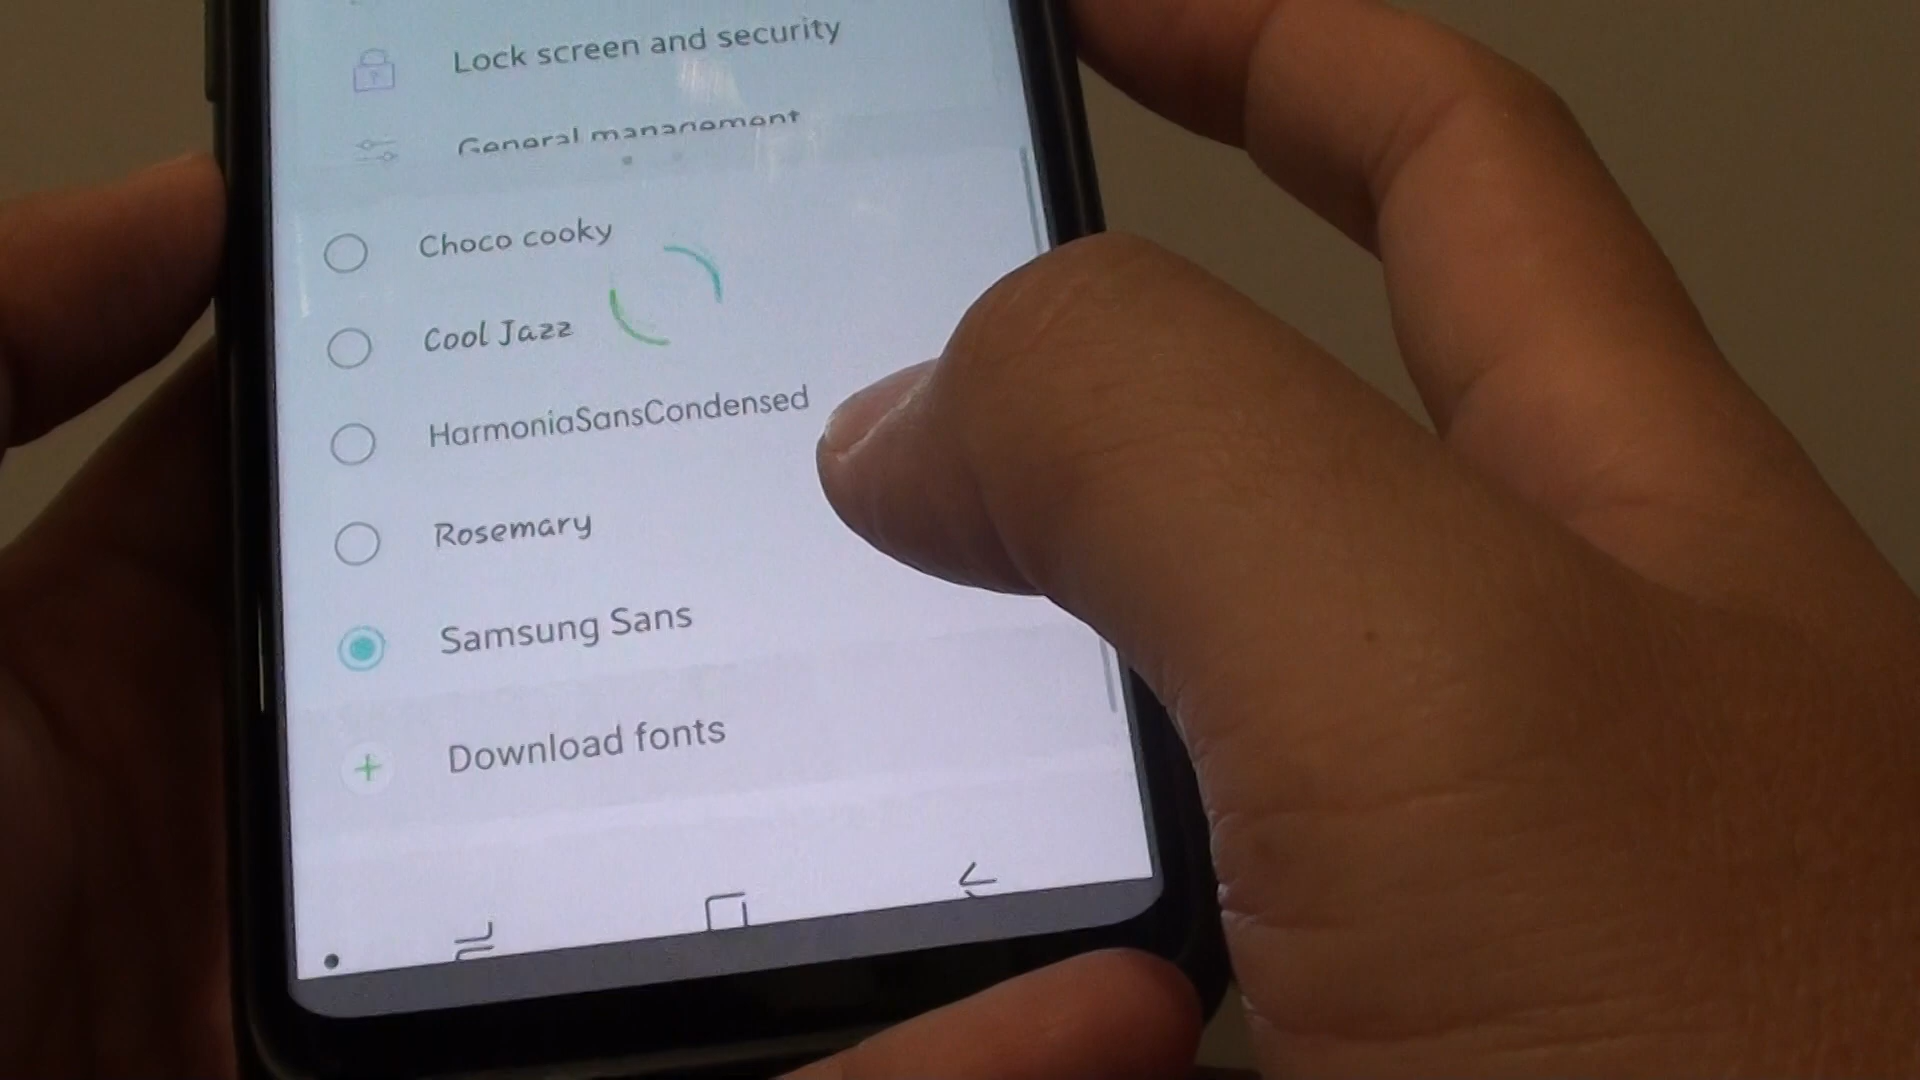 Lock screen and security
General management
Choco cooky
Cool Jazz
HarmoniaSansCondensed
Rosemary
Samsung Sans
Download fonts